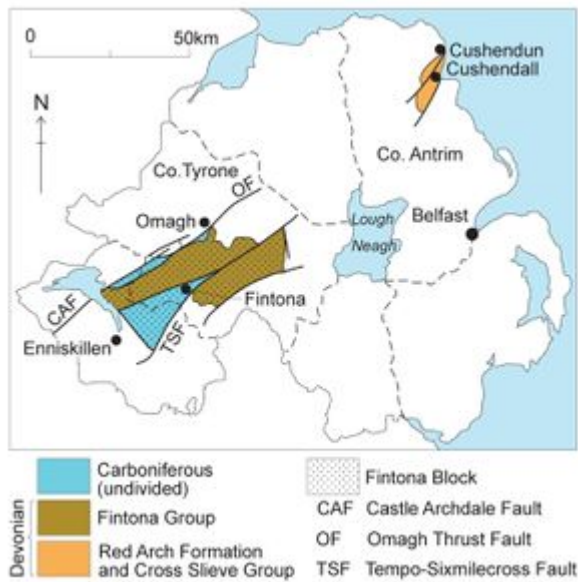 0
50km
N
Cushendun
Cushendall
Co. Tyrone
Co. Antrim
OF
Omagh
Lough
Neagh
Belfast
CAF
Fintona
TSF
Enniskillen
Devonian
Carboniferous
(undivided)
Fintona Group
Red Arch Formation
and Cross Slieve Group
Fintona Block
CAF Castle Archdale Fault
OF Omagh Thrust Fault
TSF Tempo-Sixmilecross Fault